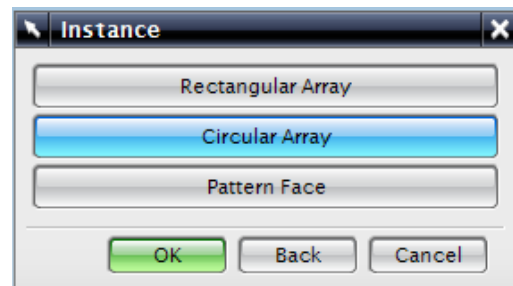 Instance
Rectangular Array
Circular Array
Pattern Face
OK Back Cancel